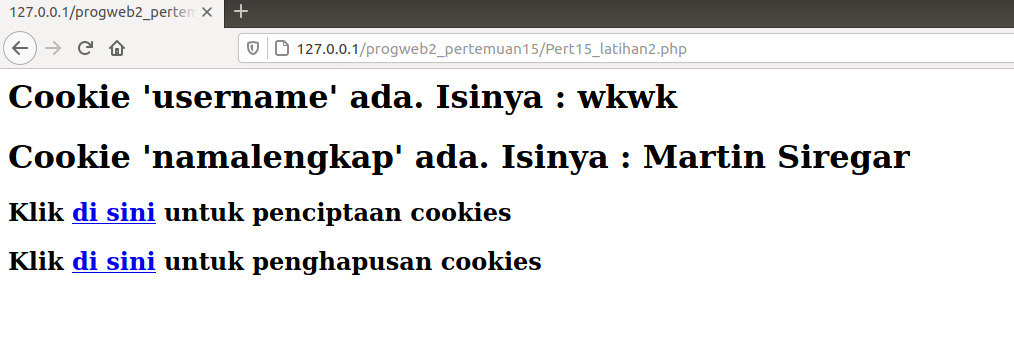 127.0.0.1/progweb2_perten
127.0.0.1/progweb2_pertemuan15/Pert15_latihan2.php
Cookie 'username' ada. Isinya : wkwk
Cookie 'namalengkap' ada. Isinya : Martin Siregar
Klik di sini untuk penciptaan cookies
Klik di sini untuk penghapusan cookies